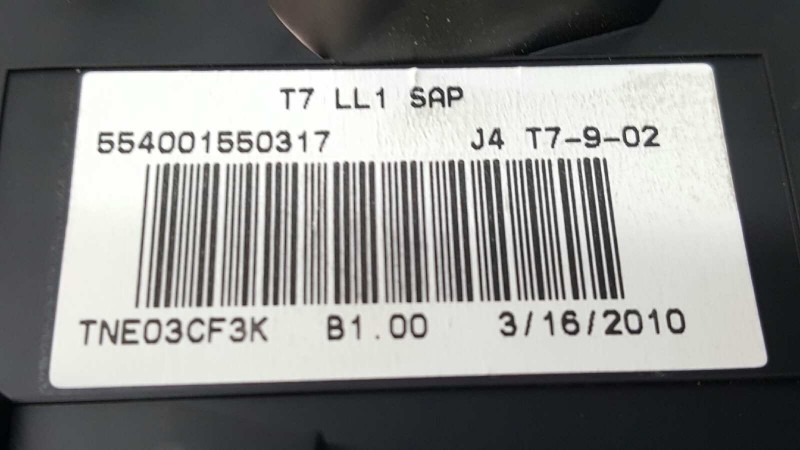 T7 LL1 SAP
554001550317 J4 T7-9-02
TNE03CF3K B1.00 3/16/2010